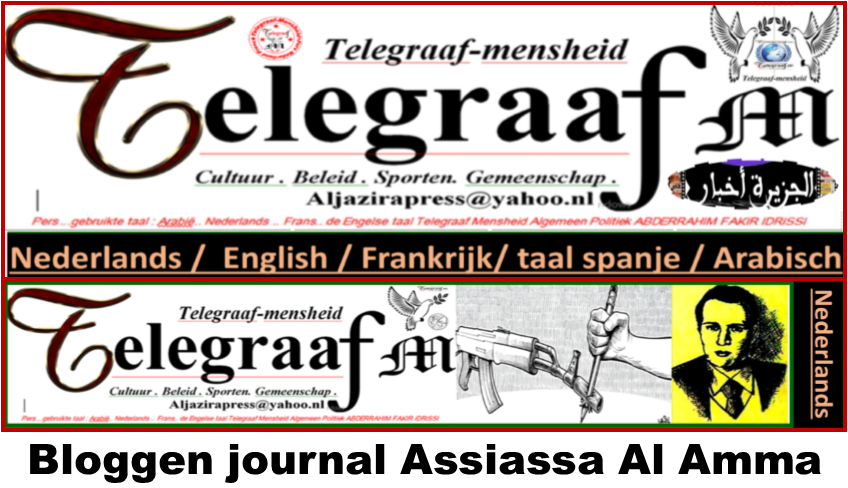 Telegraaf-mensheid
Telegraaf M
Telegraaf-mensheid
Cultuur . Beleid . Sporten. Gemeenschap .
Aljazirapress@yahoo.nl
الجزيرة أخبار
Pers ...gebruikte taal : Arabië .. Nederlands ... Frans.. de Engelse taal Telegraaf Mensheid Algemeen Politiek ABDERRAHIM FAKIR IDRISSI
Nederlands / English / Frankrijk/ taal spanje / Arabisch
Telegraaf-mensheid
Telegraaf M
Cultuur . Beleid . Sporten. Gemeenschap .
Aljazirapress@yahoo.nl
Pers ...gebruikte taal : Arabië .. Nederlands ... Frans.. de Engelse taal Telegraaf Mensheid Algemeen Politiek ABDERRAHIM FAKIR IDRISSI
Nederlands
Bloggen journal Assiassa Al Amma